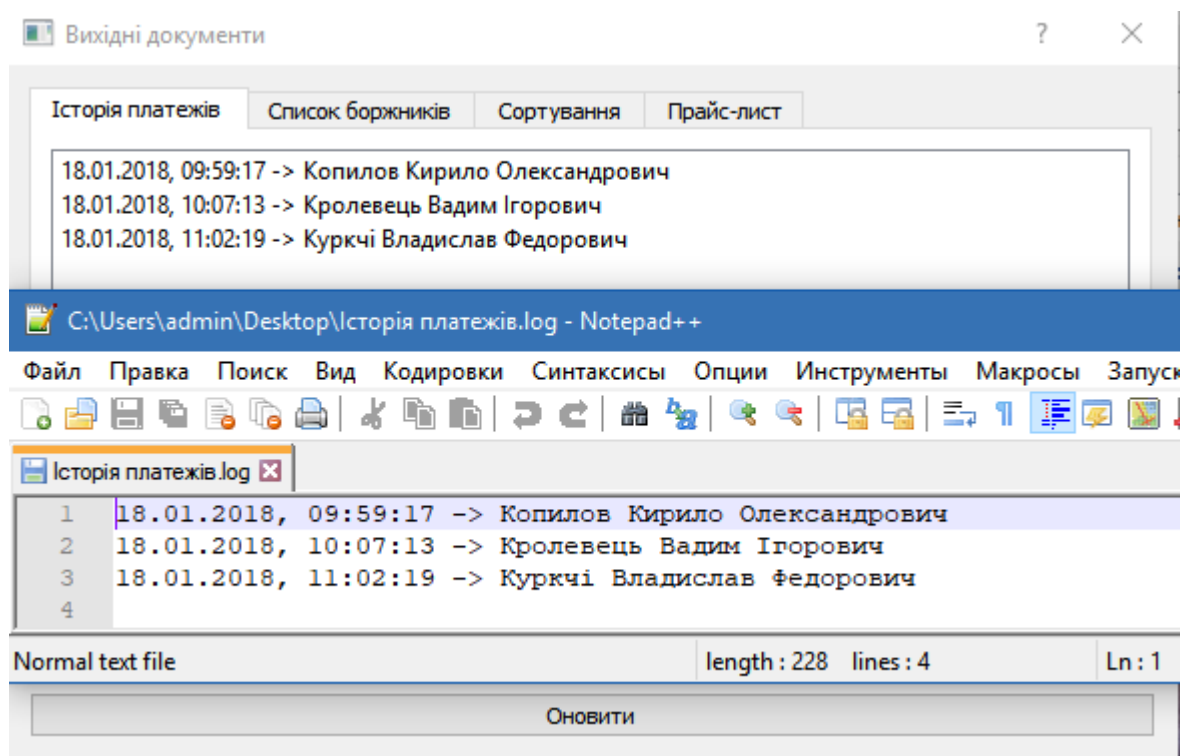 Вихідні документи
Історія платежів Список боржників Сортування Прайс-лист
18.01.2018, 09:59:17 -> Копилов Кирило Олександрович
18.01.2018, 10:07:13 -> Кролевець Вадим Ігорович
18.01.2018, 11:02:19 -> Куркчі Владислав Федорович
C:\Users\admin\Desktop\Історія платежів.log - Notepad++
Файл Правка Поиск Вид Кодировки Синтаксисы Опции Инструменты Макросы Запуск
Історія платежів.log
1 18.01.2018, 09:59:17 -> Копилов Кирило Олександрович
2 18.01.2018, 10:07:13 -> Кролевець Вадим Ігорович
3 18.01.2018, 11:02:19 -> Куркчі Владислав Федорович
4
Normal text file length : 228 lines : 4 Ln : 1
Оновити